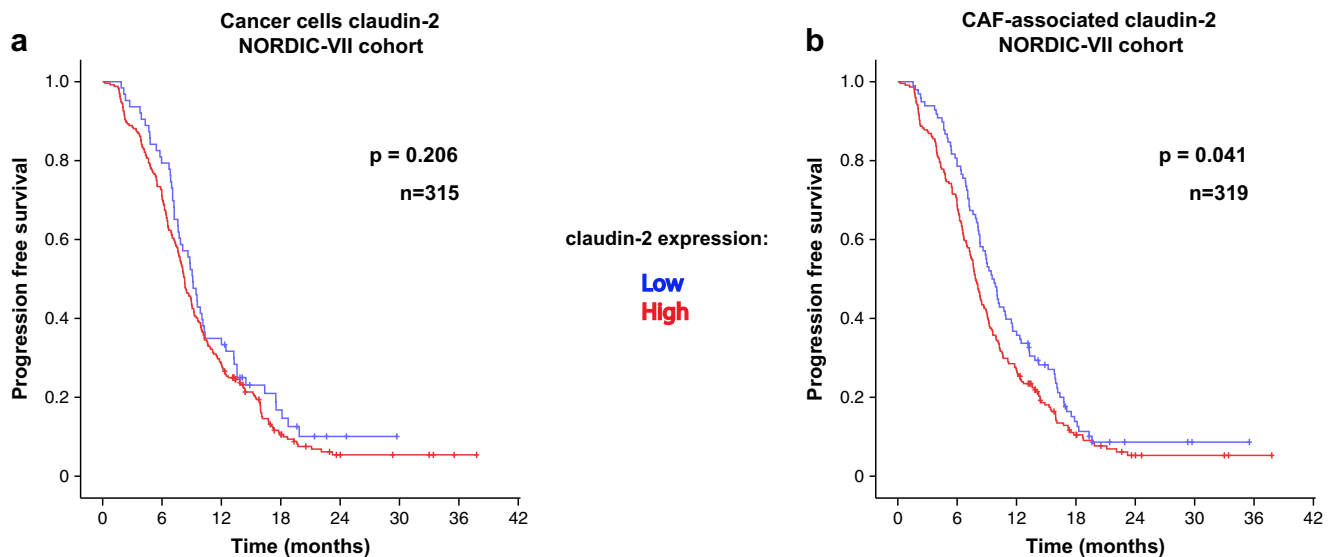 a
Cancer cells claudin-2
NORDIC-VII cohort
Progression free survival
1.0
0.8
0.6
0.4
0.2
0
p = 0.206
n=315
0 6 12 18 24 30 36 42
Time (months)
claudin-2 expression:
Low
High
b
CAF-associated claudin-2
NORDIC-VII cohort
Progression free survival
1.0
0.8
0.6
0.4
0.2
0
p = 0.041
n=319
0 6 12 18 24 30 36 42
Time (months)